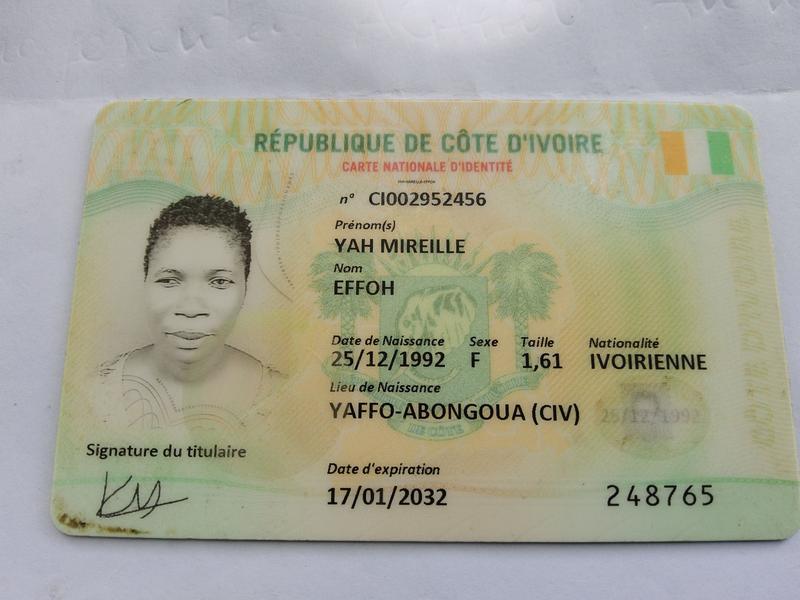 RÉPUBLIQUE DE CÔTE D'IVOIRE
CARTE NATIONALE D'IDENTITÉ
n° CI002952456
Prénom(s)
YAH MIREILLE
Nom
EFFOH
Date de Naissance Sexe Taille Nationalité
25/12/1992 F 1,61 IVOIRIENNE
Lieu de Naissance
YAFFO-ABONGOUA (CIV) 25/12/1992
Signature du titulaire
Date d'expiration
17/01/2032 248765